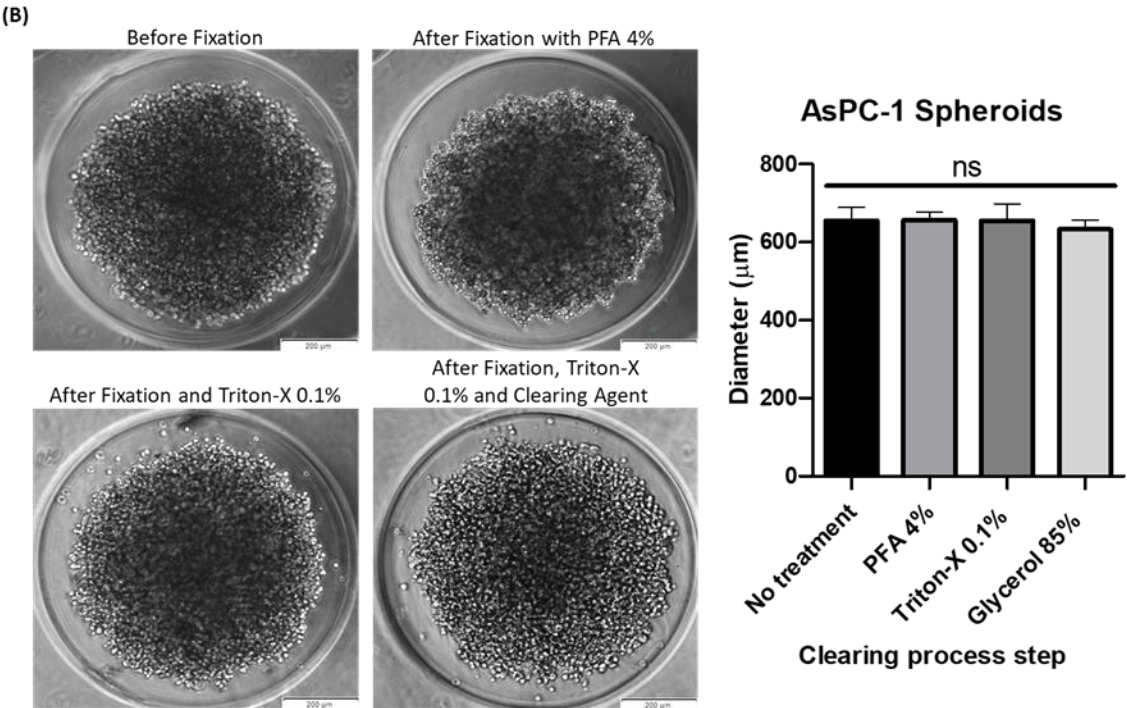 (B)
Before Fixation
After Fixation with PFA 4%
200 µm
200 µm
After Fixation and Triton-X 0.1%
After Fixation, Triton-X
0.1% and Clearing Agent
200 µm
200 µm
AsPC-1 Spheroids
ns
Diameter (μm)
800
600
400
200
0
No treatment
PFA 4%
Triton-X 0.1%
Glycerol 85%
Clearing process step